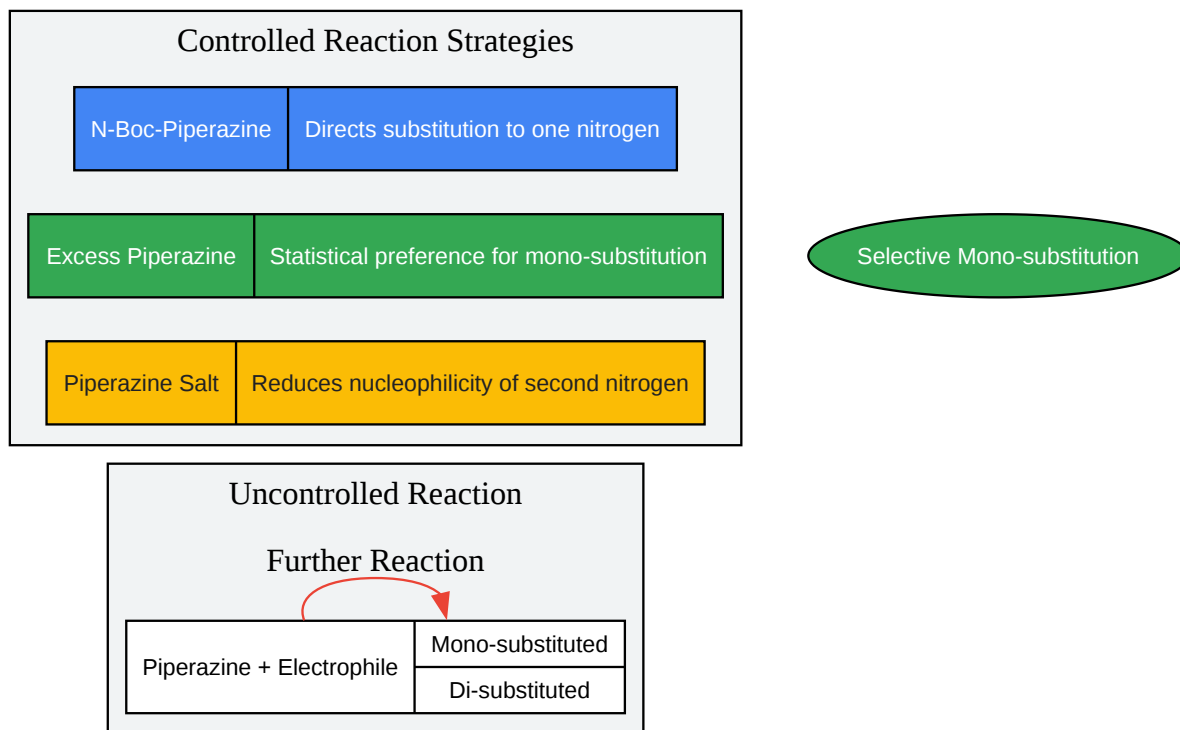 Controlled Reaction Strategies
N-Boc-Piperazine
Directs substitution to one nitrogen
Excess Piperazine
Statistical preference for mono-substitution
Selective Mono-substitution
Piperazine Salt
Reduces nucleophilicity of second nitrogen
Uncontrolled Reaction
Further Reaction
Piperazine + Electrophile
Mono-substituted
Di-substituted